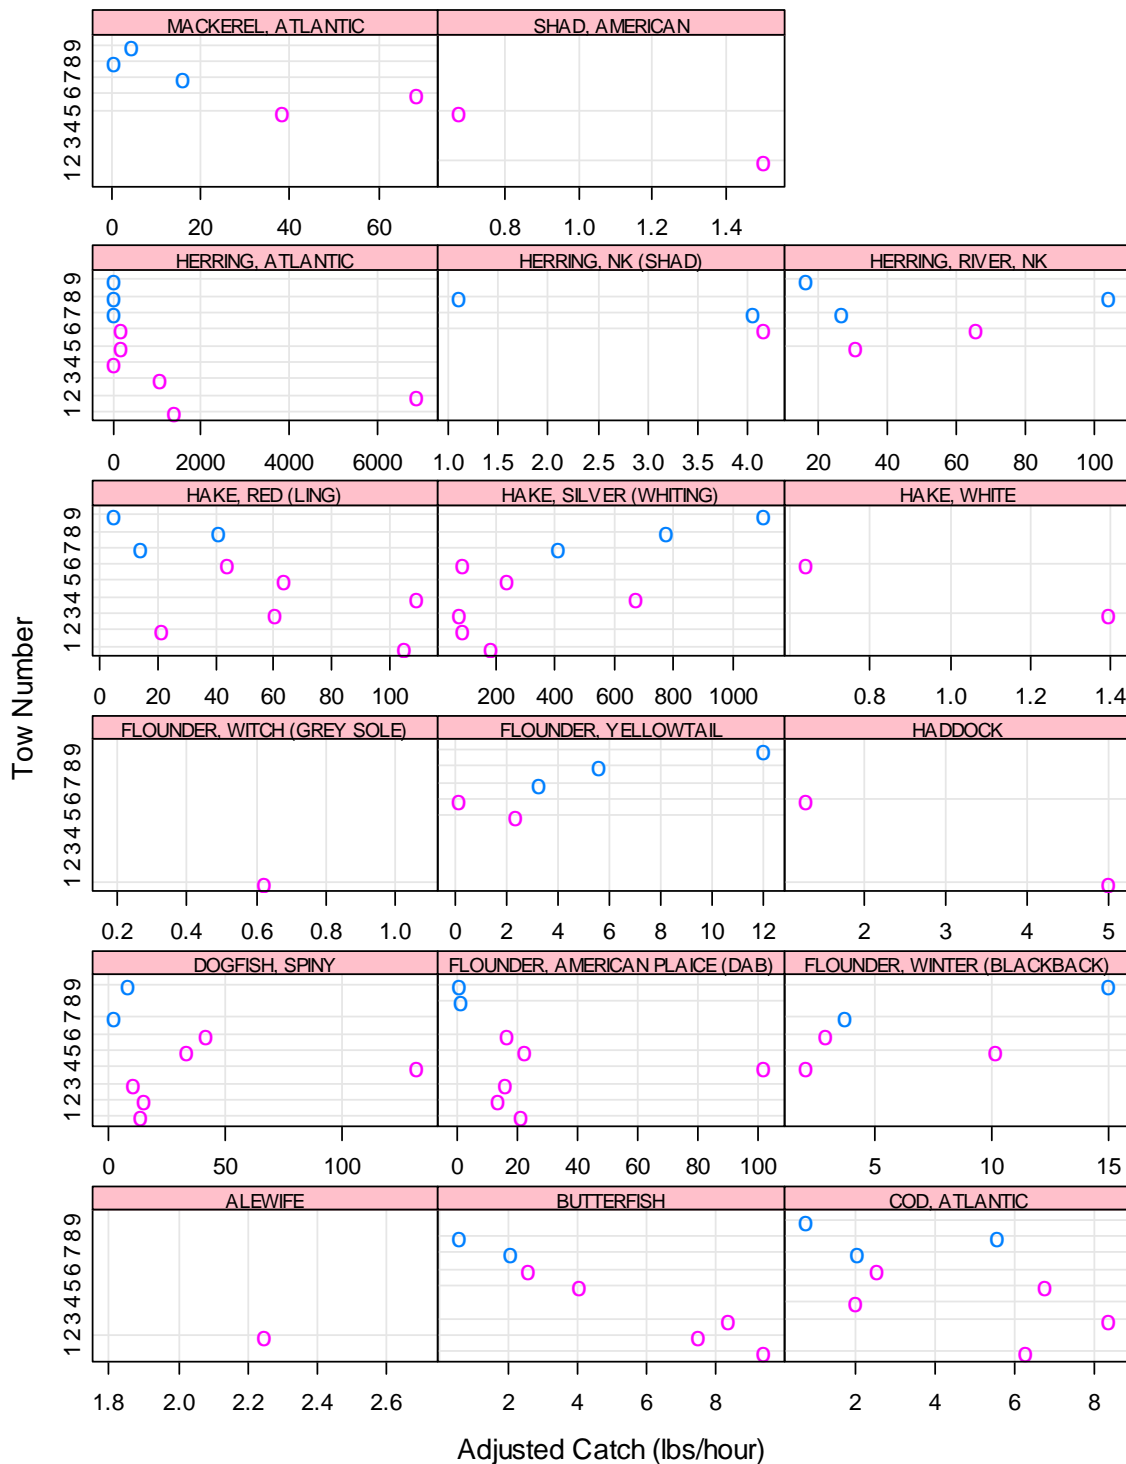 MACKEREL, ATLANTIC SHAD, AMERICAN
1 2 3 4 5 6 7 8 9
0 20 40 60 0.8 1.0 1.2 1.4
HERRING, ATLANTIC HERRING, NK (SHAD) HERRING, RIVER, NK
1 2 3 4 5 6 7 8 9
0 2000 4000 6000 1.0 1.5 2.0 2.5 3.0 3.5 4.0 20 40 60 80 100
HAKE, RED (LING) HAKE, SILVER (WHITING) HAKE, WHITE
1 2 3 4 5 6 7 8 9
0 20 40 60 80 100 200 400 600 800 1000 0.8 1.0 1.2 1.4
Tow Number
FLOUNDER, WITCH (GREY SOLE) FLOUNDER, YELLOWTAIL HADDOCK
1 2 3 4 5 6 7 8 9
0.2 0.4 0.6 0.8 1.0 0 2 4 6 8 10 12 2 3 4 5
DOGFISH, SPINY FLOUNDER, AMERICAN PLAICE (DAB) FLOUNDER, WINTER (BLACKBACK)
1 2 3 4 5 6 7 8 9
0 50 100 0 20 40 60 80 100 5 10 15
ALEWIFE BUTTERFISH COD, ATLANTIC
1 2 3 4 5 6 7 8 9
1.8 2.0 2.2 2.4 2.6 2 4 6 8 2 4 6 8
Adjusted Catch (lbs/hour)